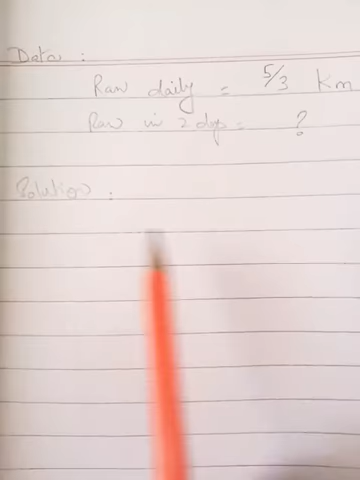 Data :
Ran daily = 5/3 Km
Ran in 2 days = ?
Solution :